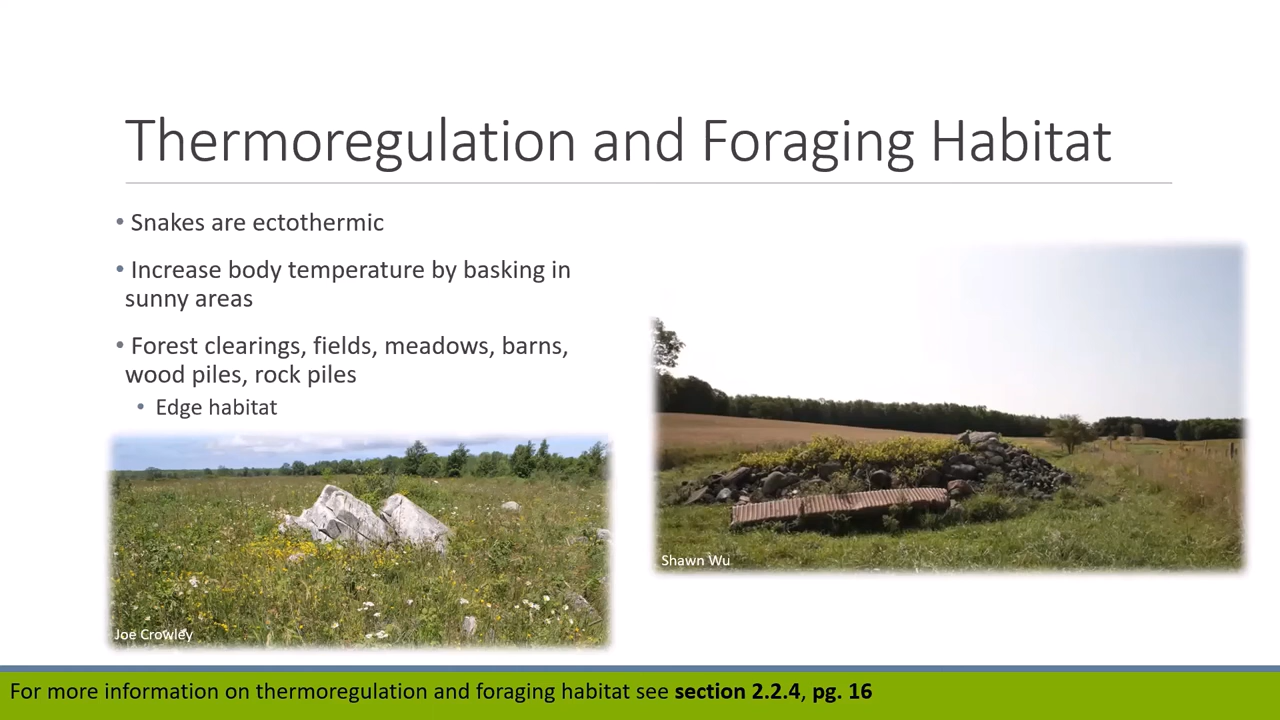 Thermoregulation and Foraging Habitat
• Snakes are ectothermic
• Increase body temperature by basking in
sunny areas
• Forest clearings, fields, meadows, barns,
wood piles, rock piles
• Edge habitat
Joe Crowley
Shawn Wu
For more information on thermoregulation and foraging habitat see section 2.2.4, pg. 16